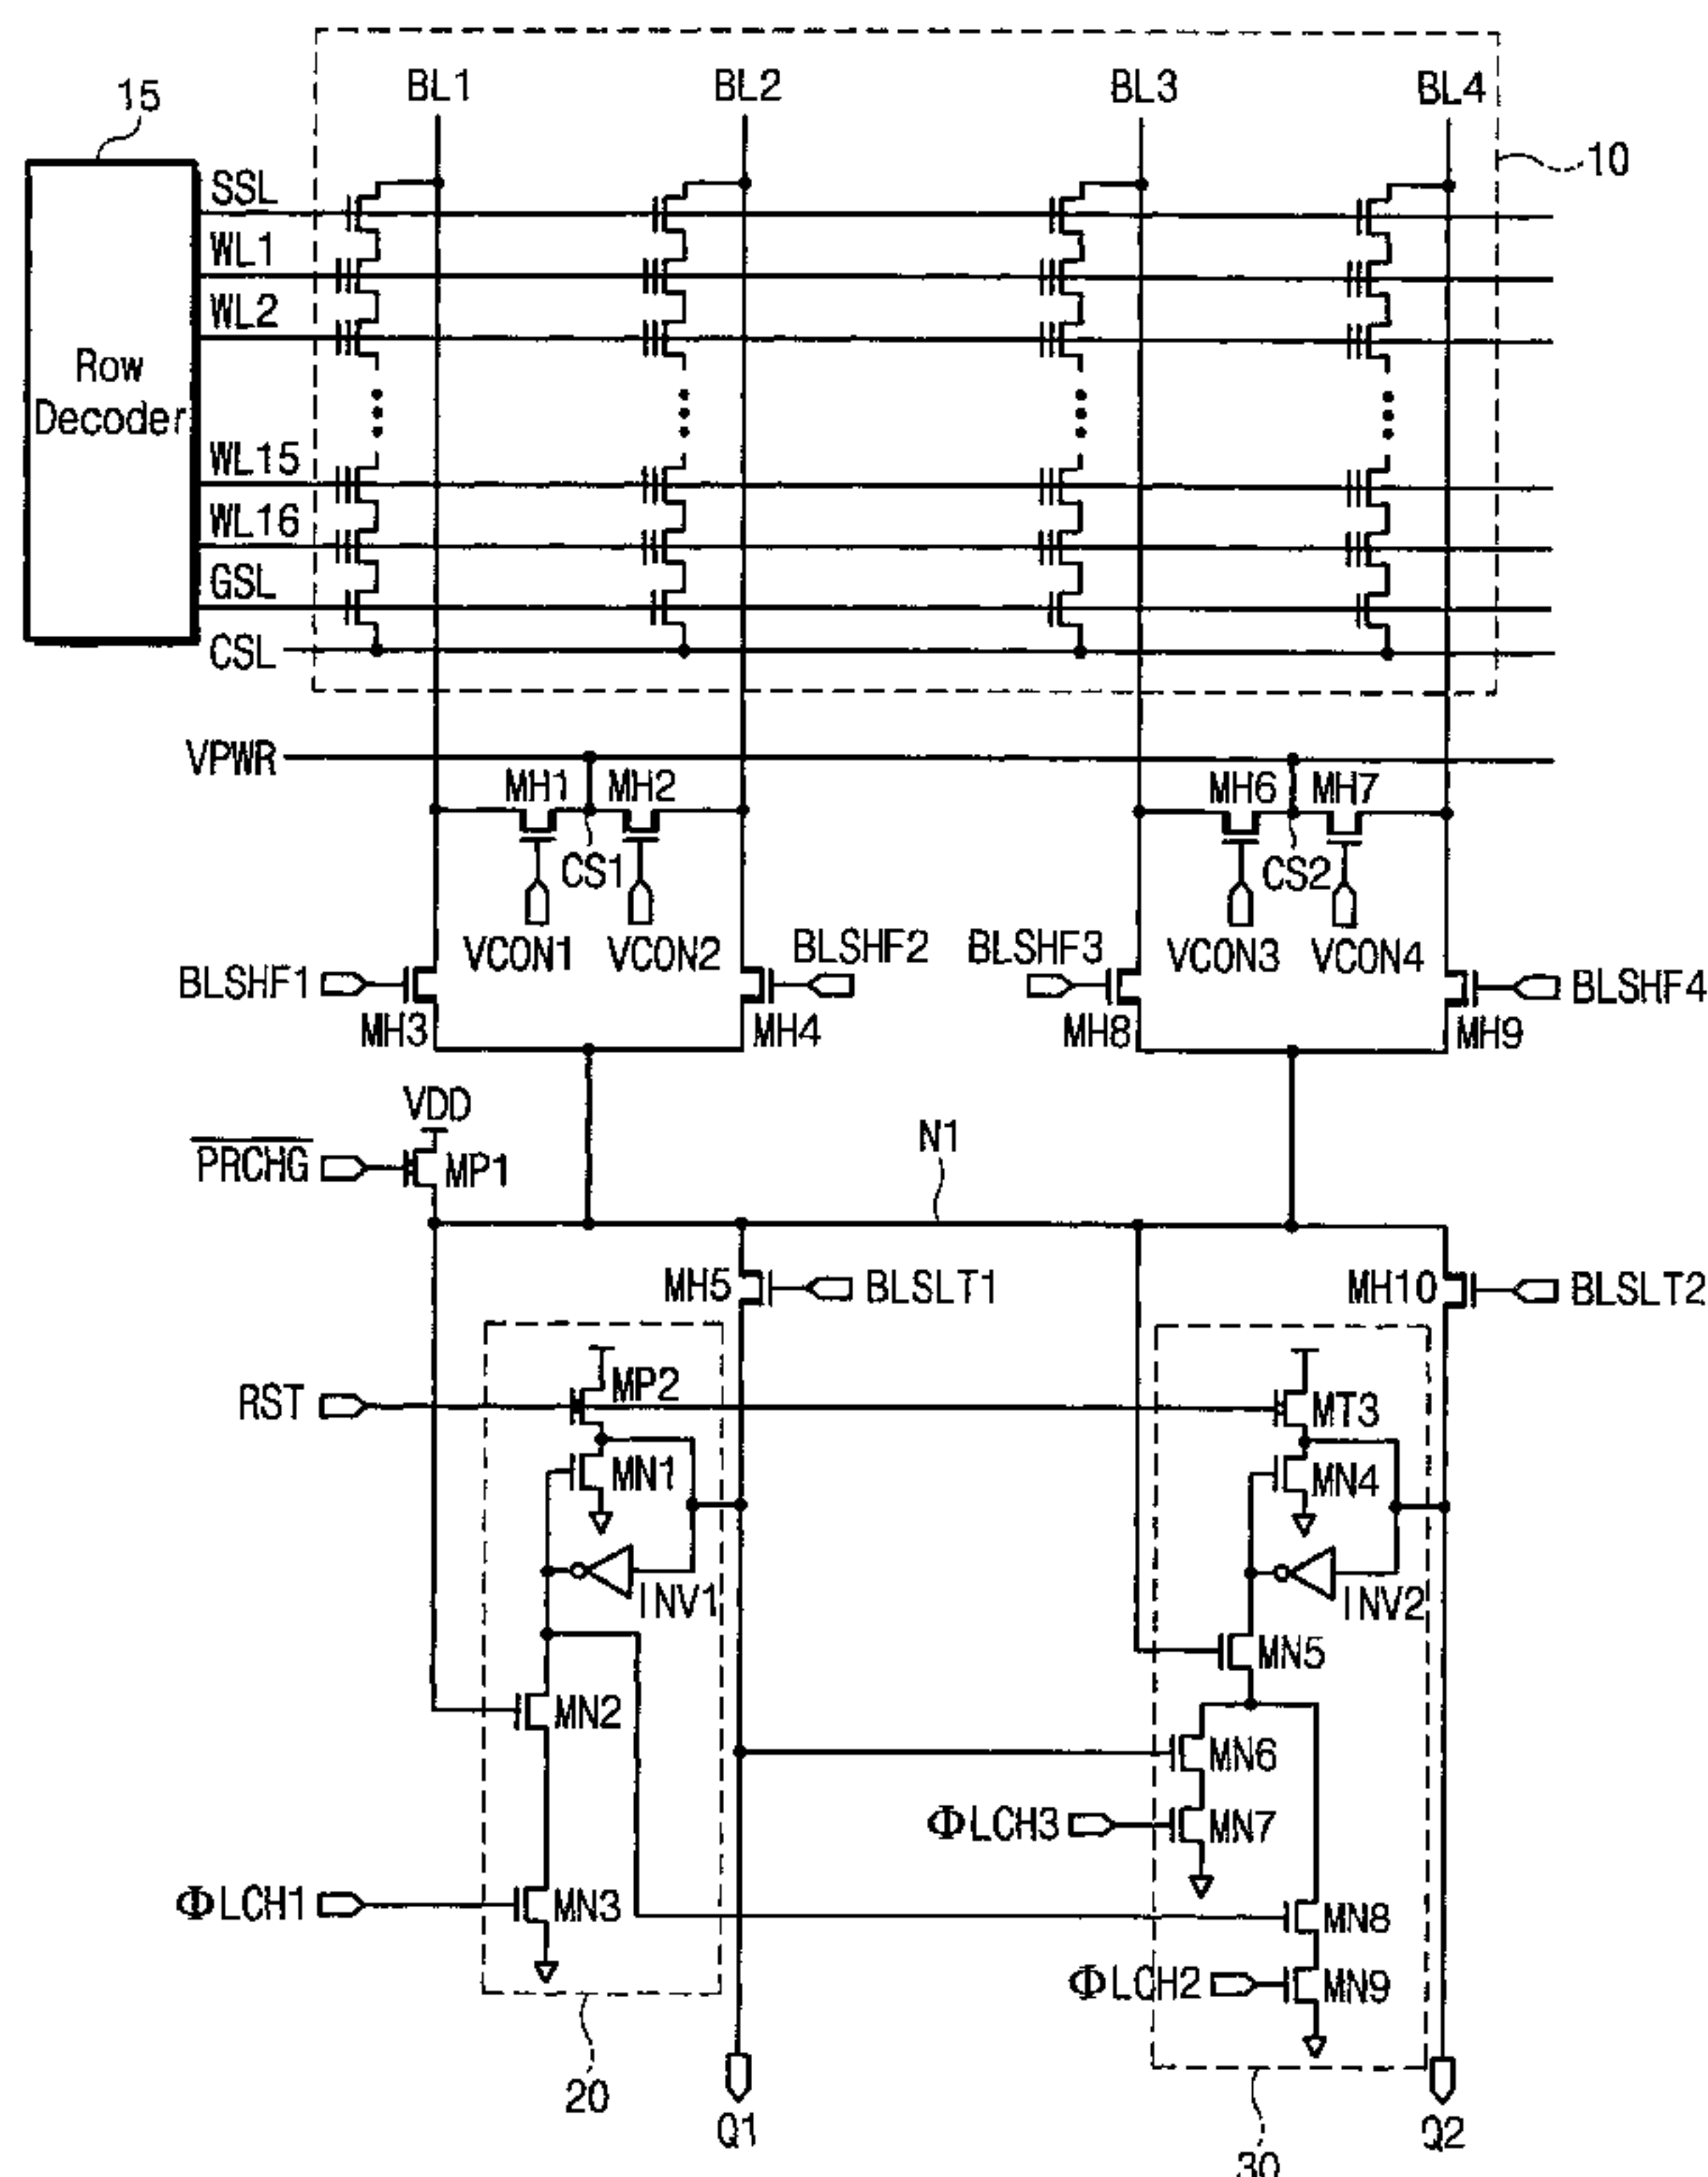 15
BL1 BL2 BL3 BL4
10
SSL
WL1
WL2
Row
Decoder
WL15
WL16
GSL
CSL
VPWR
MH1 MH2 MH6 MH7
CS1 CS2
VCON1 VCON2 VCON3 VCON4
BLSHF1 BLSHF2 BLSHF3 BLSHF4
MH3 MH4 MH8 MH9
VDD
PRCHG MP1
N1
MH5 BLSLT1 MH10 BLSLT2
RST MP2 MT3
MN1 MN4
INV1 INV2
MN5
MN2
MN6
ΦLCH3 MN7
ΦLCH1 MN3 MN8
ΦLCH2 MN9
20 Q1 30 Q2